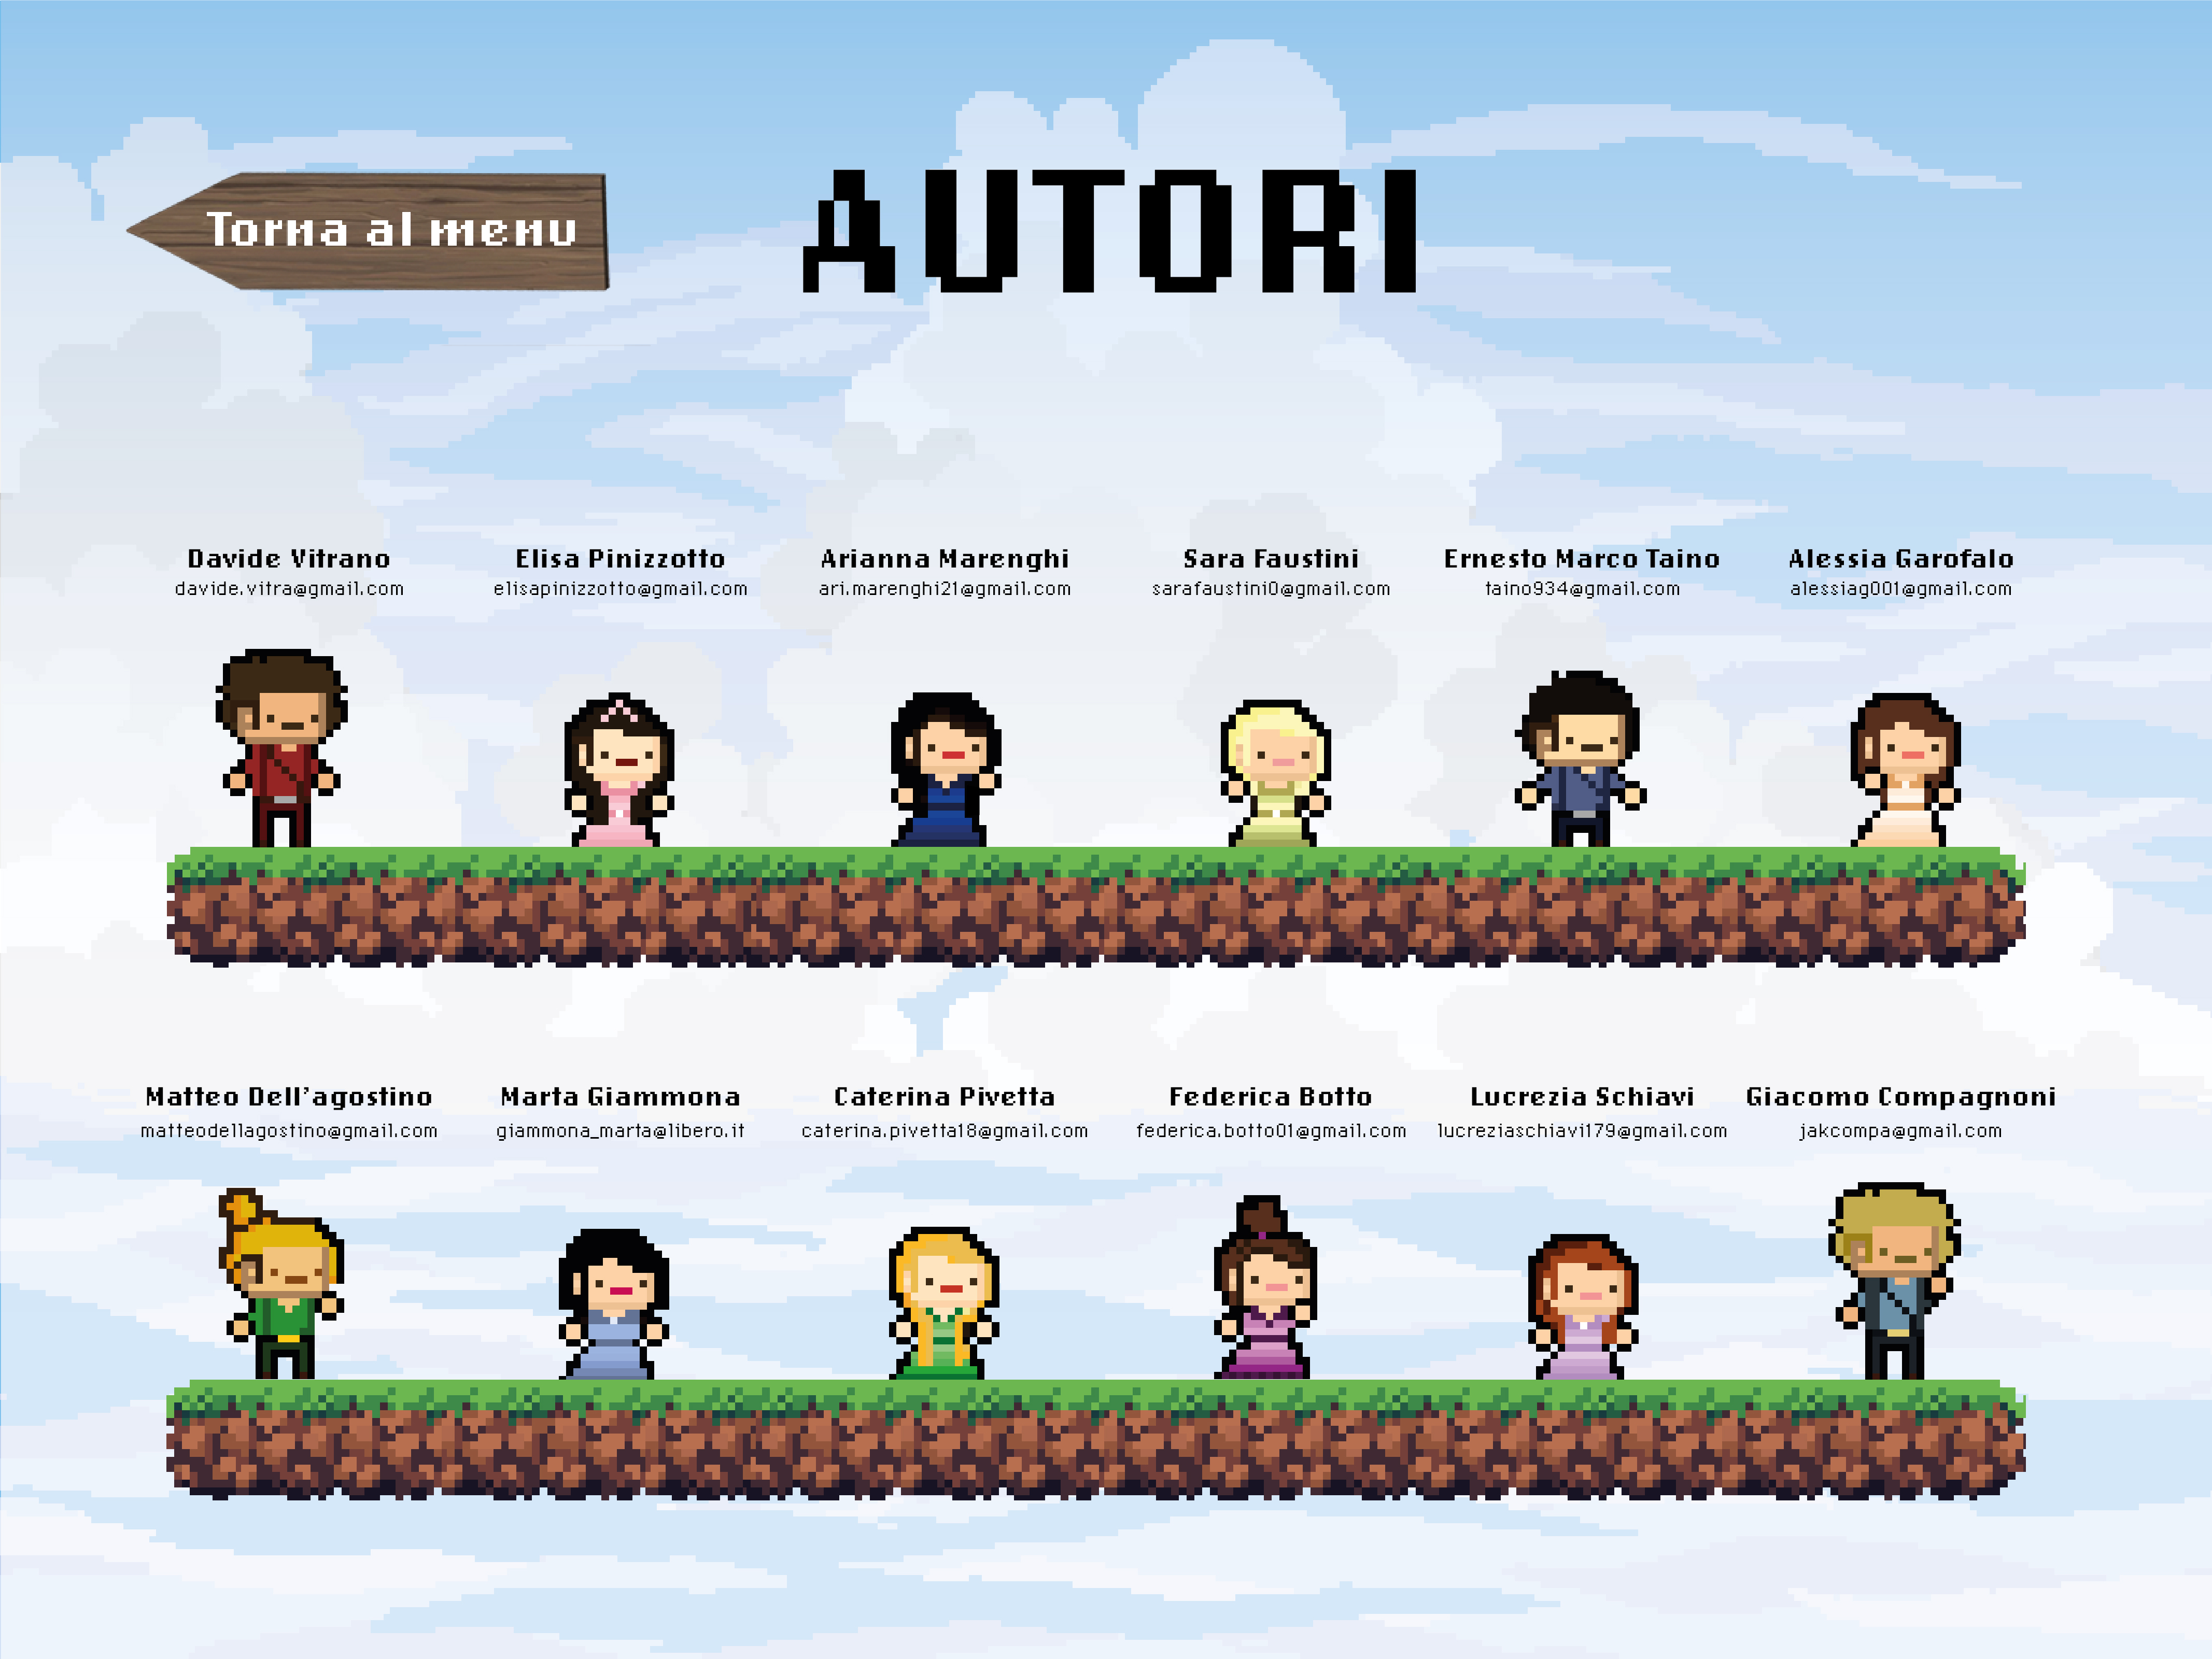 Torna al menu
AUTORI
Davide Vitrano
davide.vitra@gmail.com
Elisa Pinizzotto
elisapinizzotto@gmail.com
Arianna Marenghi
ari.marenghi21@gmail.com
Sara Faustini
sarafaustini0@gmail.com
Ernesto Marco Taino
taino934@gmail.com
Alessia Garofalo
alessiag001@gmail.com
Matteo Dell'agostino
matteodellagostino@gmail.com
Marta Giammona
giammona_marta@libero.it
Caterina Pivetta
caterina.pivetta18@gmail.com
Federica Botto
federica.botto01@gmail.com
Lucrezia Schiavi
lucreziaschiavi179@gmail.com
Giacomo Compagnoni
jakcompa@gmail.com